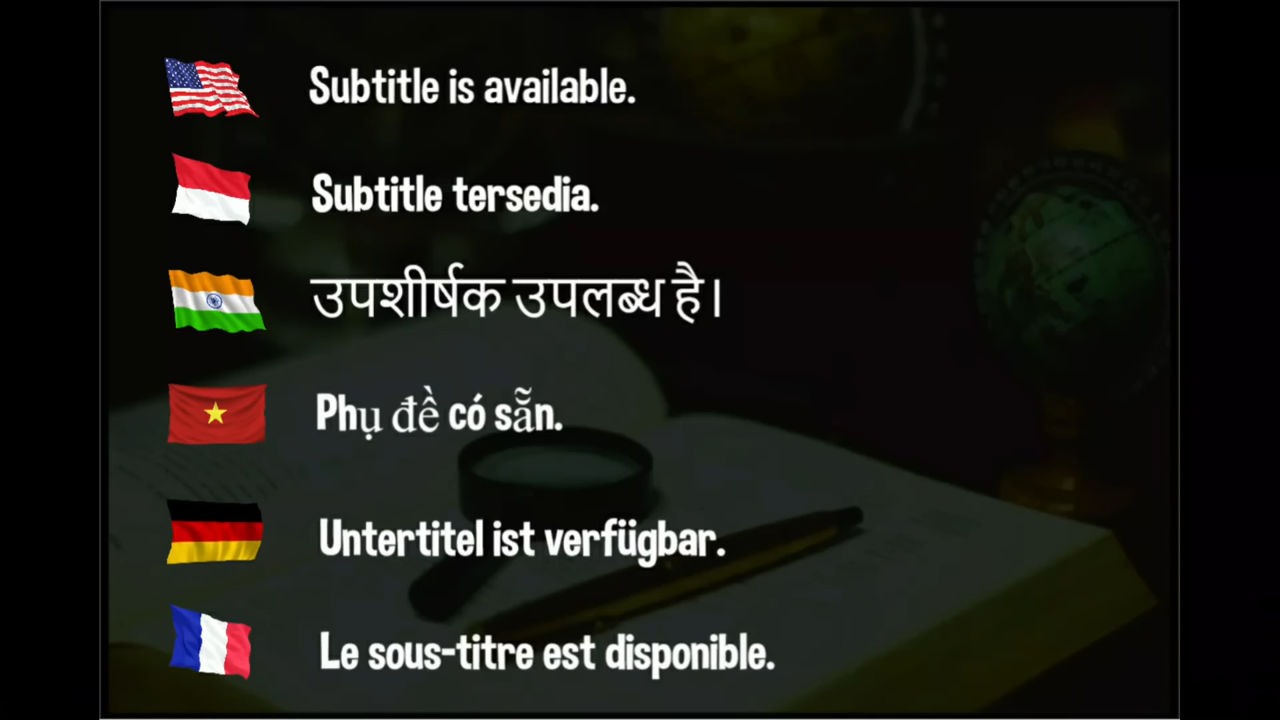 Subtitle is available.
Subtitle tersedia.
उपशीर्षक उपलब्ध है।
Phụ đề có sẵn.
Untertitel ist verfügbar.
Le sous-titre est disponible.